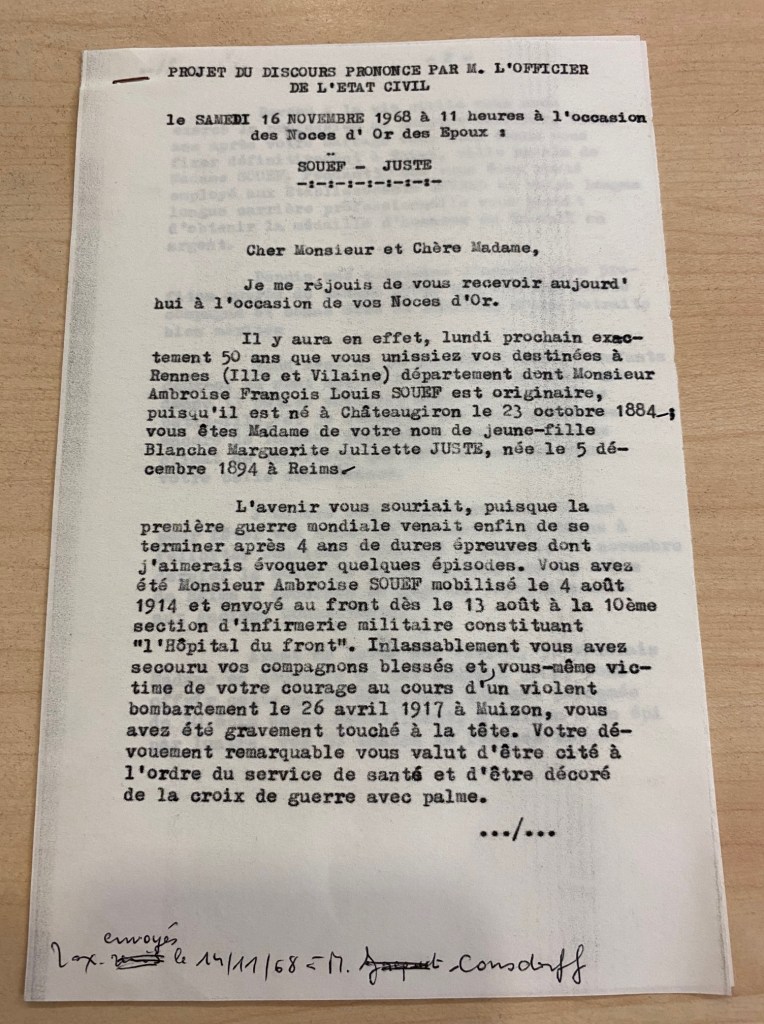 PROJET DU DISCOURS PRONONCE PAR M. L'OFFICIER
DE L'ETAT CIVIL
le SAMEDI 16 NOVEMBRE 1968 à 11 heures à l'occasion
des Noces d' Or des Epoux :
SOUËF - JUSTE
-:-:-:-:-:-:-:-
Cher Monsieur et Chère Madame,
Je me réjouis de vous recevoir aujourd'
hui à l'occasion de vos Noces d'Or.
Il y aura en effet, lundi prochain exac-
tement 50 ans que vous unissiez vos destinées à
Rennes (Ille et Vilaine) département dont Monsieur
Ambroise François Louis SOUEF est originaire,
puisqu'il est né à Châteaugiron le 23 octobre 1884 ;
vous êtes Madame de votre nom de jeune-fille
Blanche Marguerite Juliette JUSTE, née le 5 dé-
cembre 1894 à Reims.
L'avenir vous souriait, puisque la
première guerre mondiale venait enfin de se
terminer après 4 ans de dures épreuves dont
j'aimerais évoquer quelques épisodes. Vous avez
été Monsieur Ambroise SOUEF mobilisé le 4 août
1914 et envoyé au front dès le 13 août à la 10ème
section d'infirmerie militaire constituant
"l'Hôpital du front". Inlassablement vous avez
secouru vos compagnons blessés et, vous-même vic-
time de votre courage au cours d'un violent
bombardement le 26 avril 1917 à Muizon, vous
avez été gravement touché à la tête. Votre dé-
vouement remarquable vous valut d'être cité à
l'ordre du service de santé et d'être décoré
de la croix de guerre avec palme.
.../...
envoyés
2 ex. le 14/11/68 à M. Consdorff